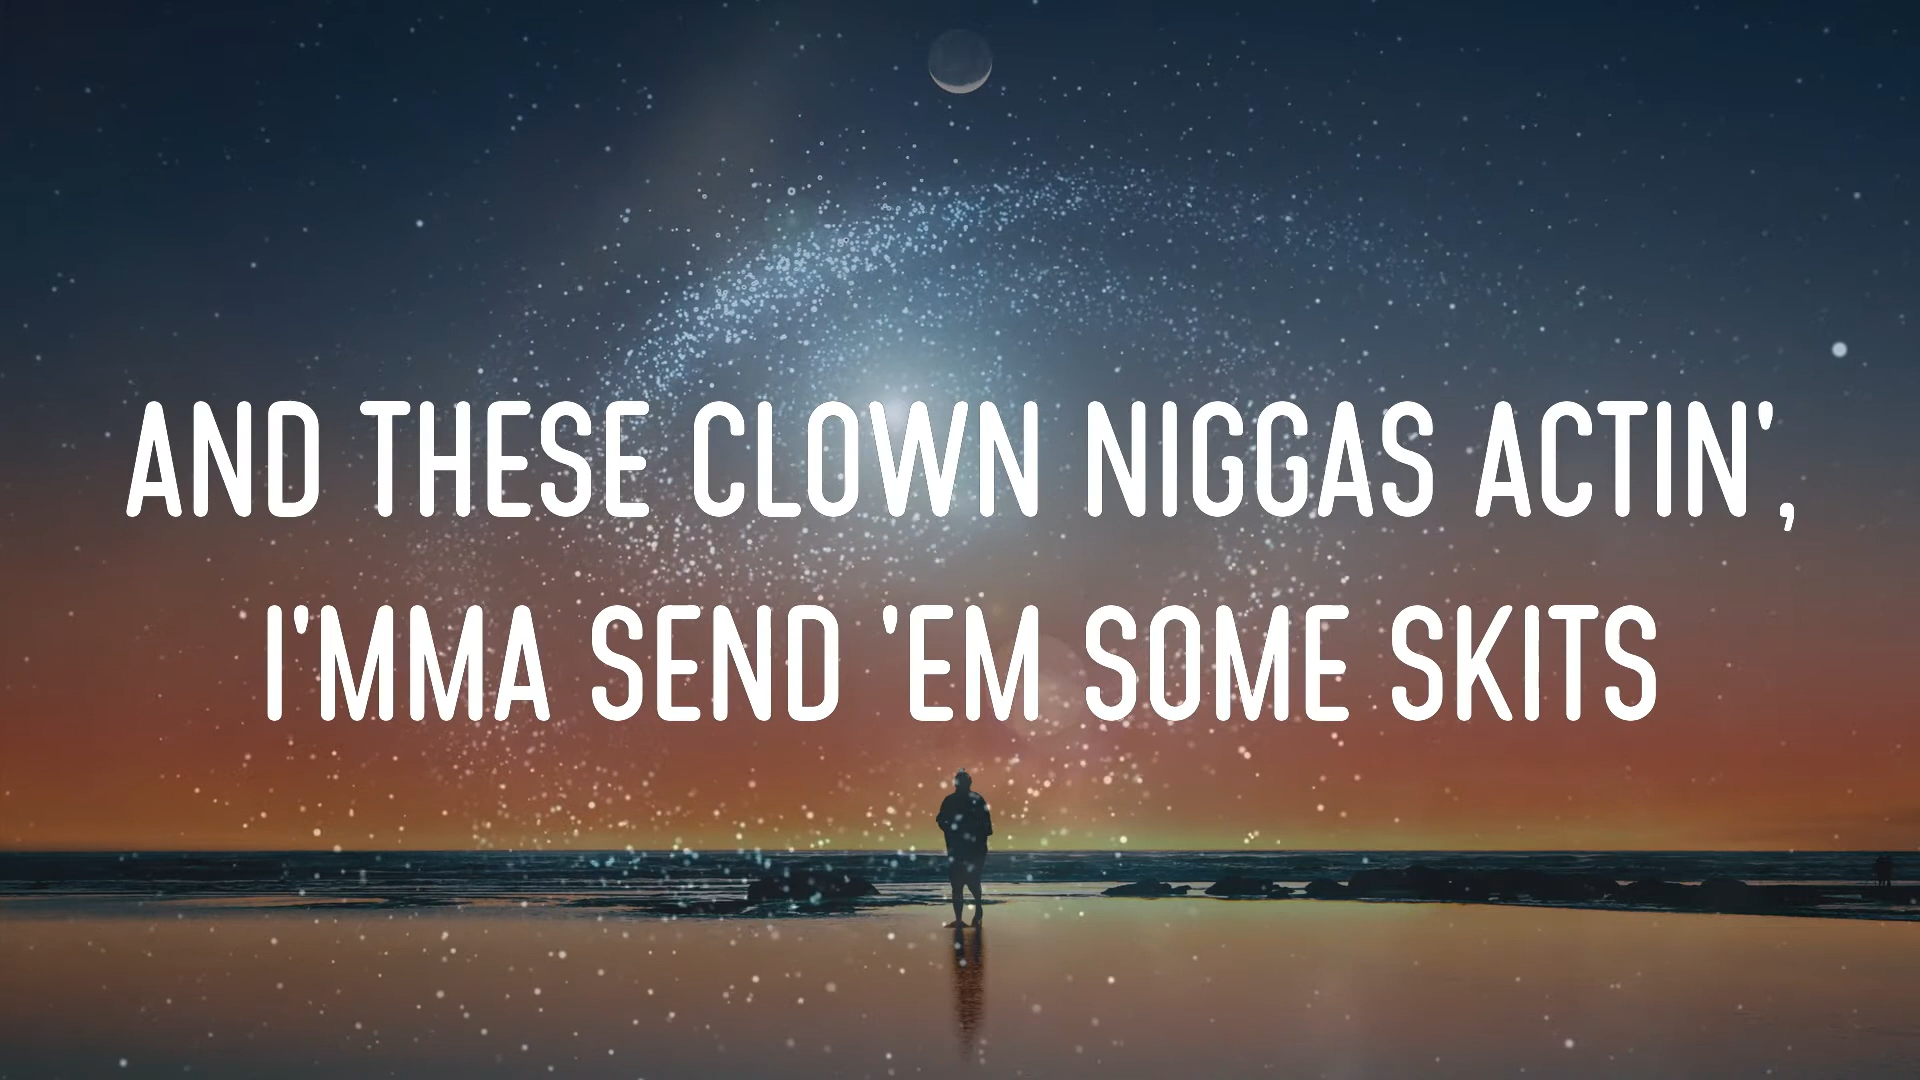 AND THESE CLOWN NIGGAS ACTIN',
I'MMA SEND 'EM SOME SKITS